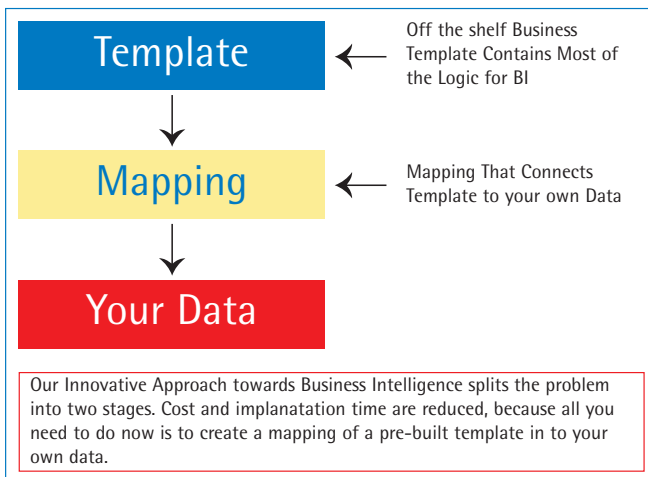 Template
Off the shelf Business
Template Contains Most of
the Logic for BI
Mapping
Mapping That Connects
Template to your own Data
Your Data
Our Innovative Approach towards Business Intelligence splits the problem
into two stages. Cost and implanatation time are reduced, because all you
need to do now is to create a mapping of a pre-built template in to your
own data.